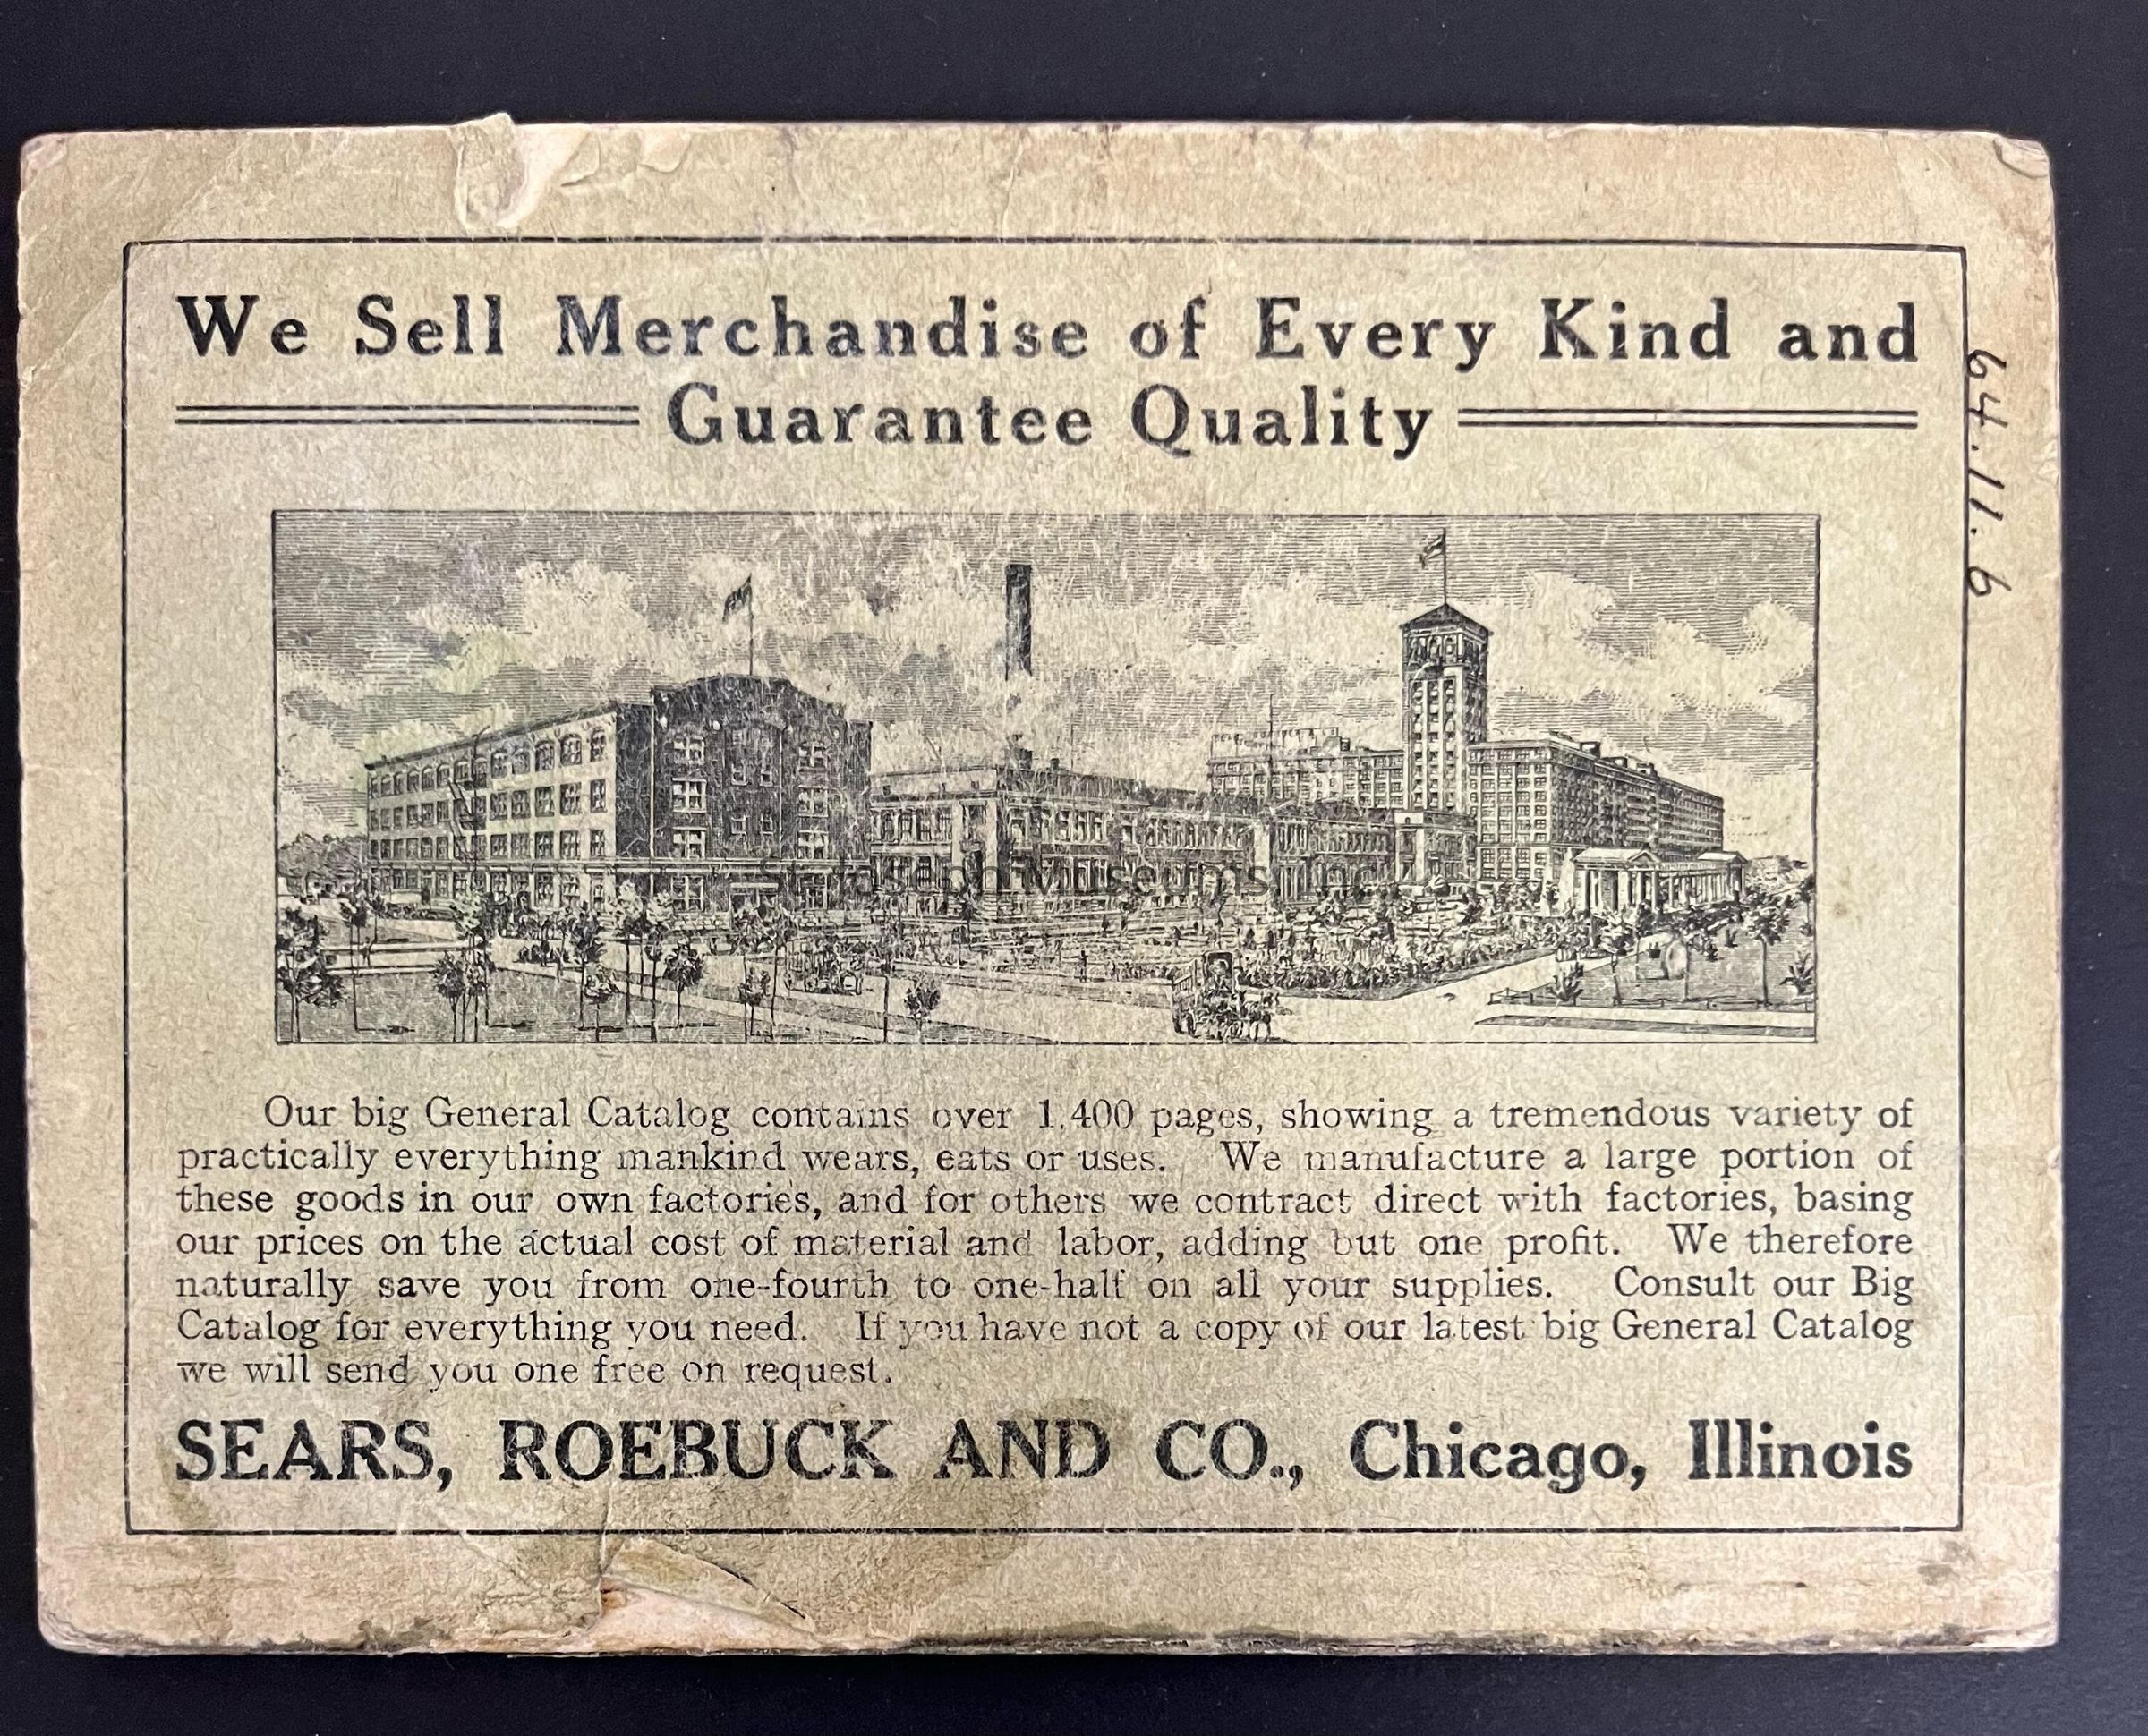 We Sell Merchandise of Every Kind and
Guarantee Quality
64.11.6
St. Joseph Museums, Inc.
Our big General Catalog contains over 1,400 pages, showing a tremendous variety of
practically everything mankind wears, eats or uses. We manufacture a large portion of
these goods in our own factories, and for others we contract direct with factories, basing
our prices on the actual cost of material and labor, adding but one profit. We therefore
naturally save you from one-fourth to one-half on all your supplies. Consult our Big
Catalog for everything you need. If you have not a copy of our latest big General Catalog
we will send you one free on request.
SEARS, ROEBUCK AND CO., Chicago, Illinois